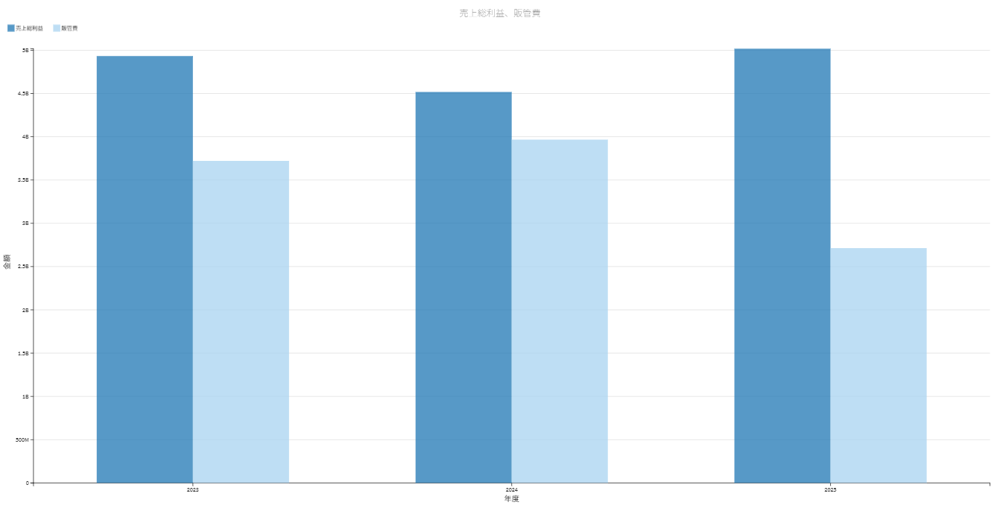 売上総利益、販管費
売上総利益 販管費
5B
4.5B
4B
3.5B
3B
2.5B
2B
1.5B
1B
500M
0
金額
2023 2024 2025
年度